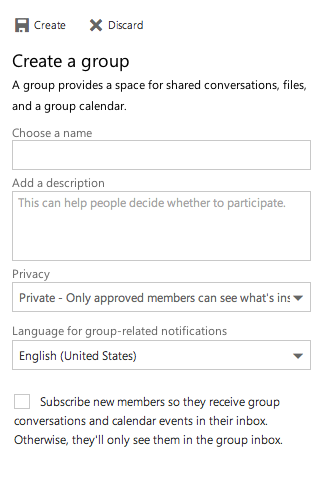 Create Discard
Create a group
A group provides a space for shared conversations, files,
and a group calendar.
Choose a name
Add a description
This can help people decide whether to participate.
Privacy
Private - Only approved members can see what's ins
Language for group-related notifications
English (United States)
Subscribe new members so they receive group
conversations and calendar events in their inbox.
Otherwise, they'll only see them in the group inbox.